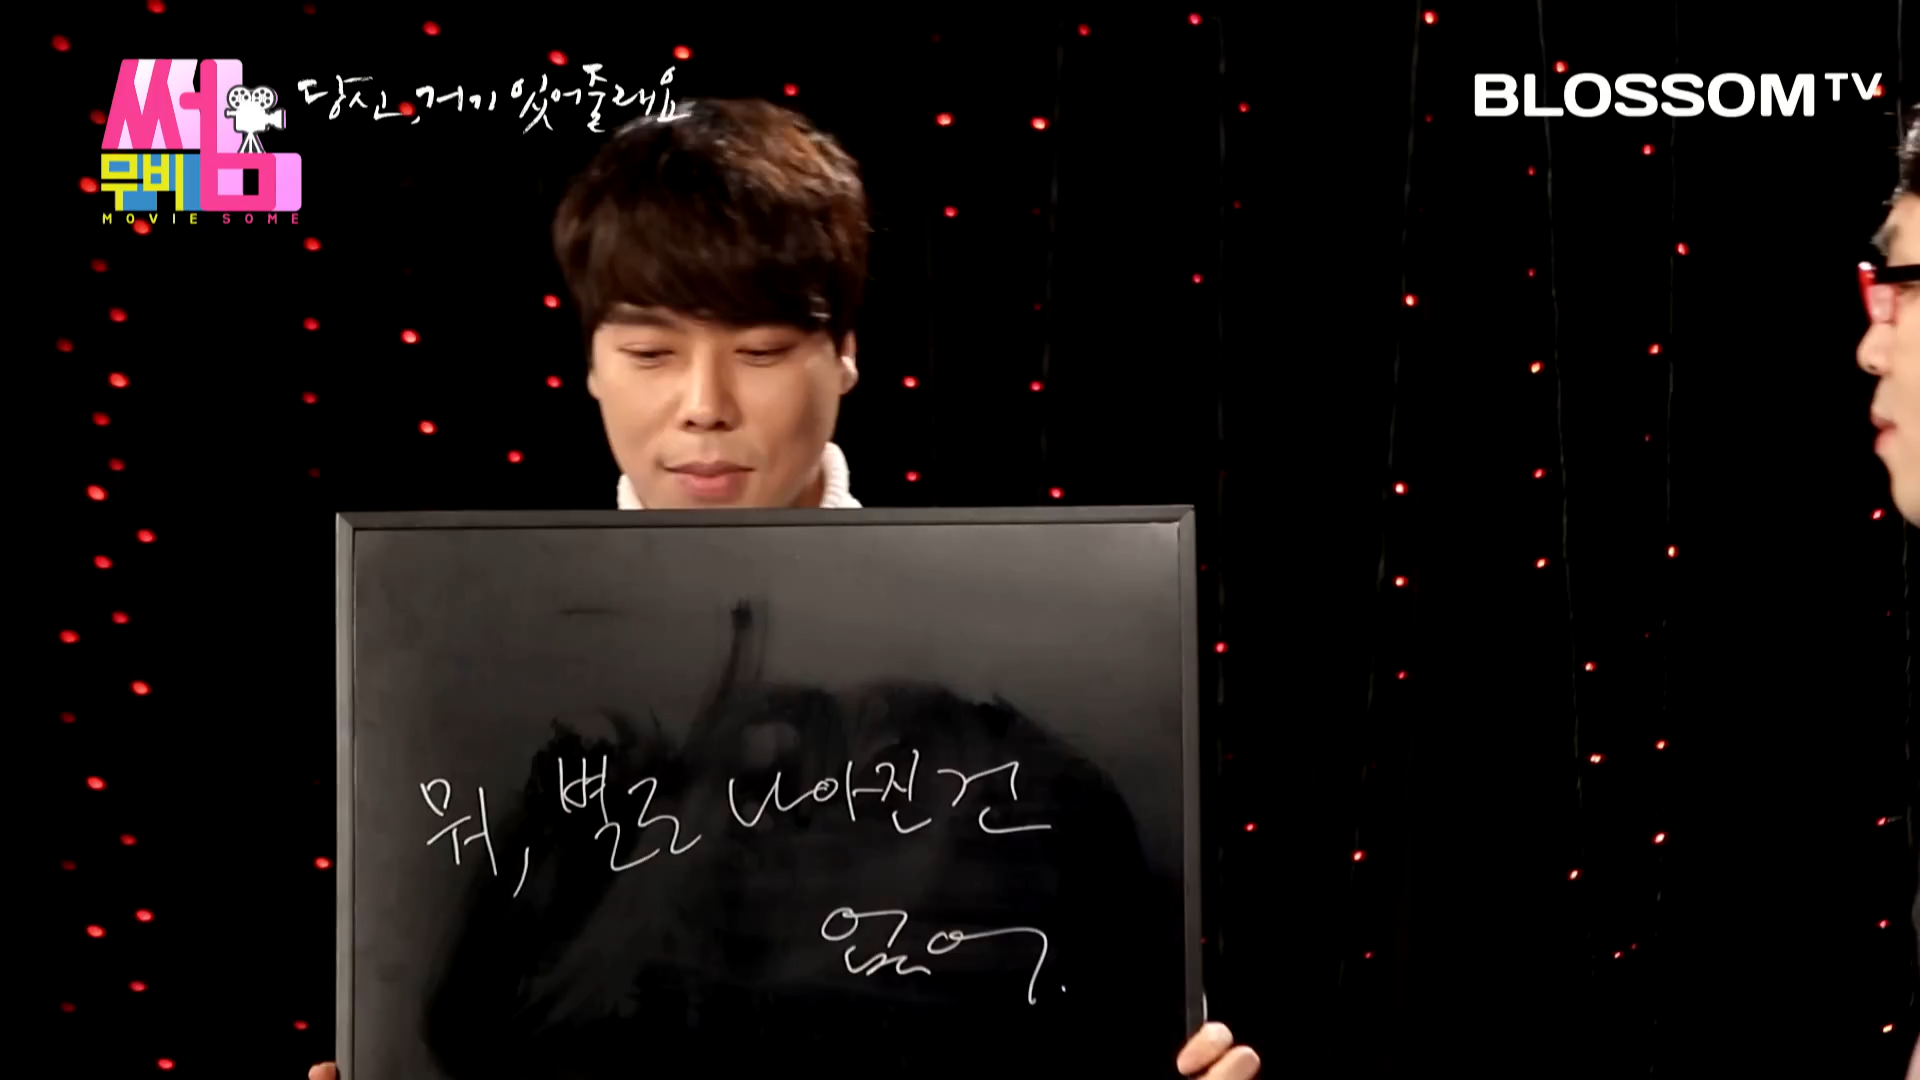 썸
무비
MOVIE SOME
당신, 거기 있어줄래요
BLOSSOM TV
뭐, 별로 나아진 건
없어.